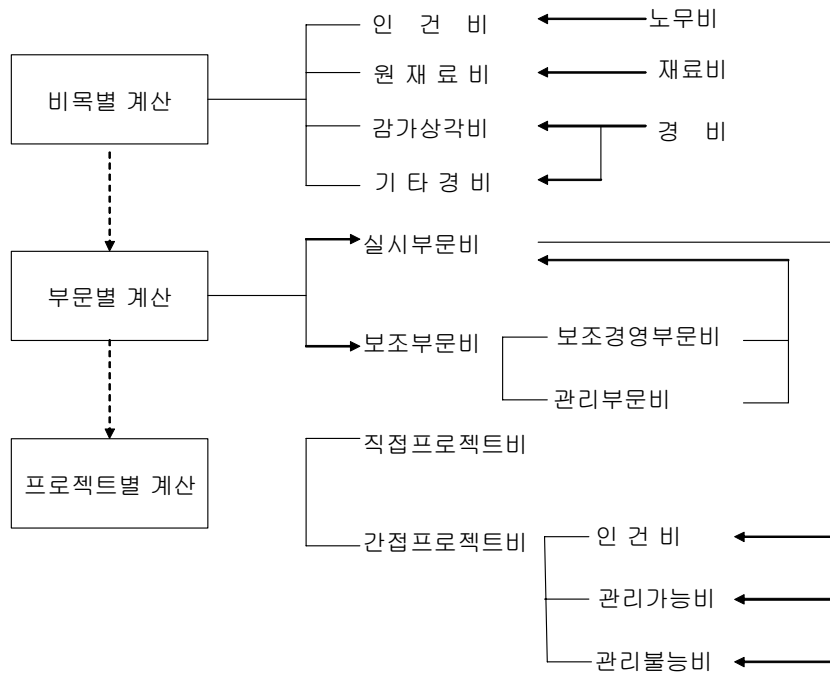 인 건 비
노무비
원 재 료 비
재료비
비목별 계산
감가상각비
경 비
기 타 경 비
실시부문비
부문별 계산
보조부문비
보조경영부문비
관리부문비
직접프로젝트비
프로젝트별 계산
간접프로젝트비
인 건 비
관리가능비
관리불능비